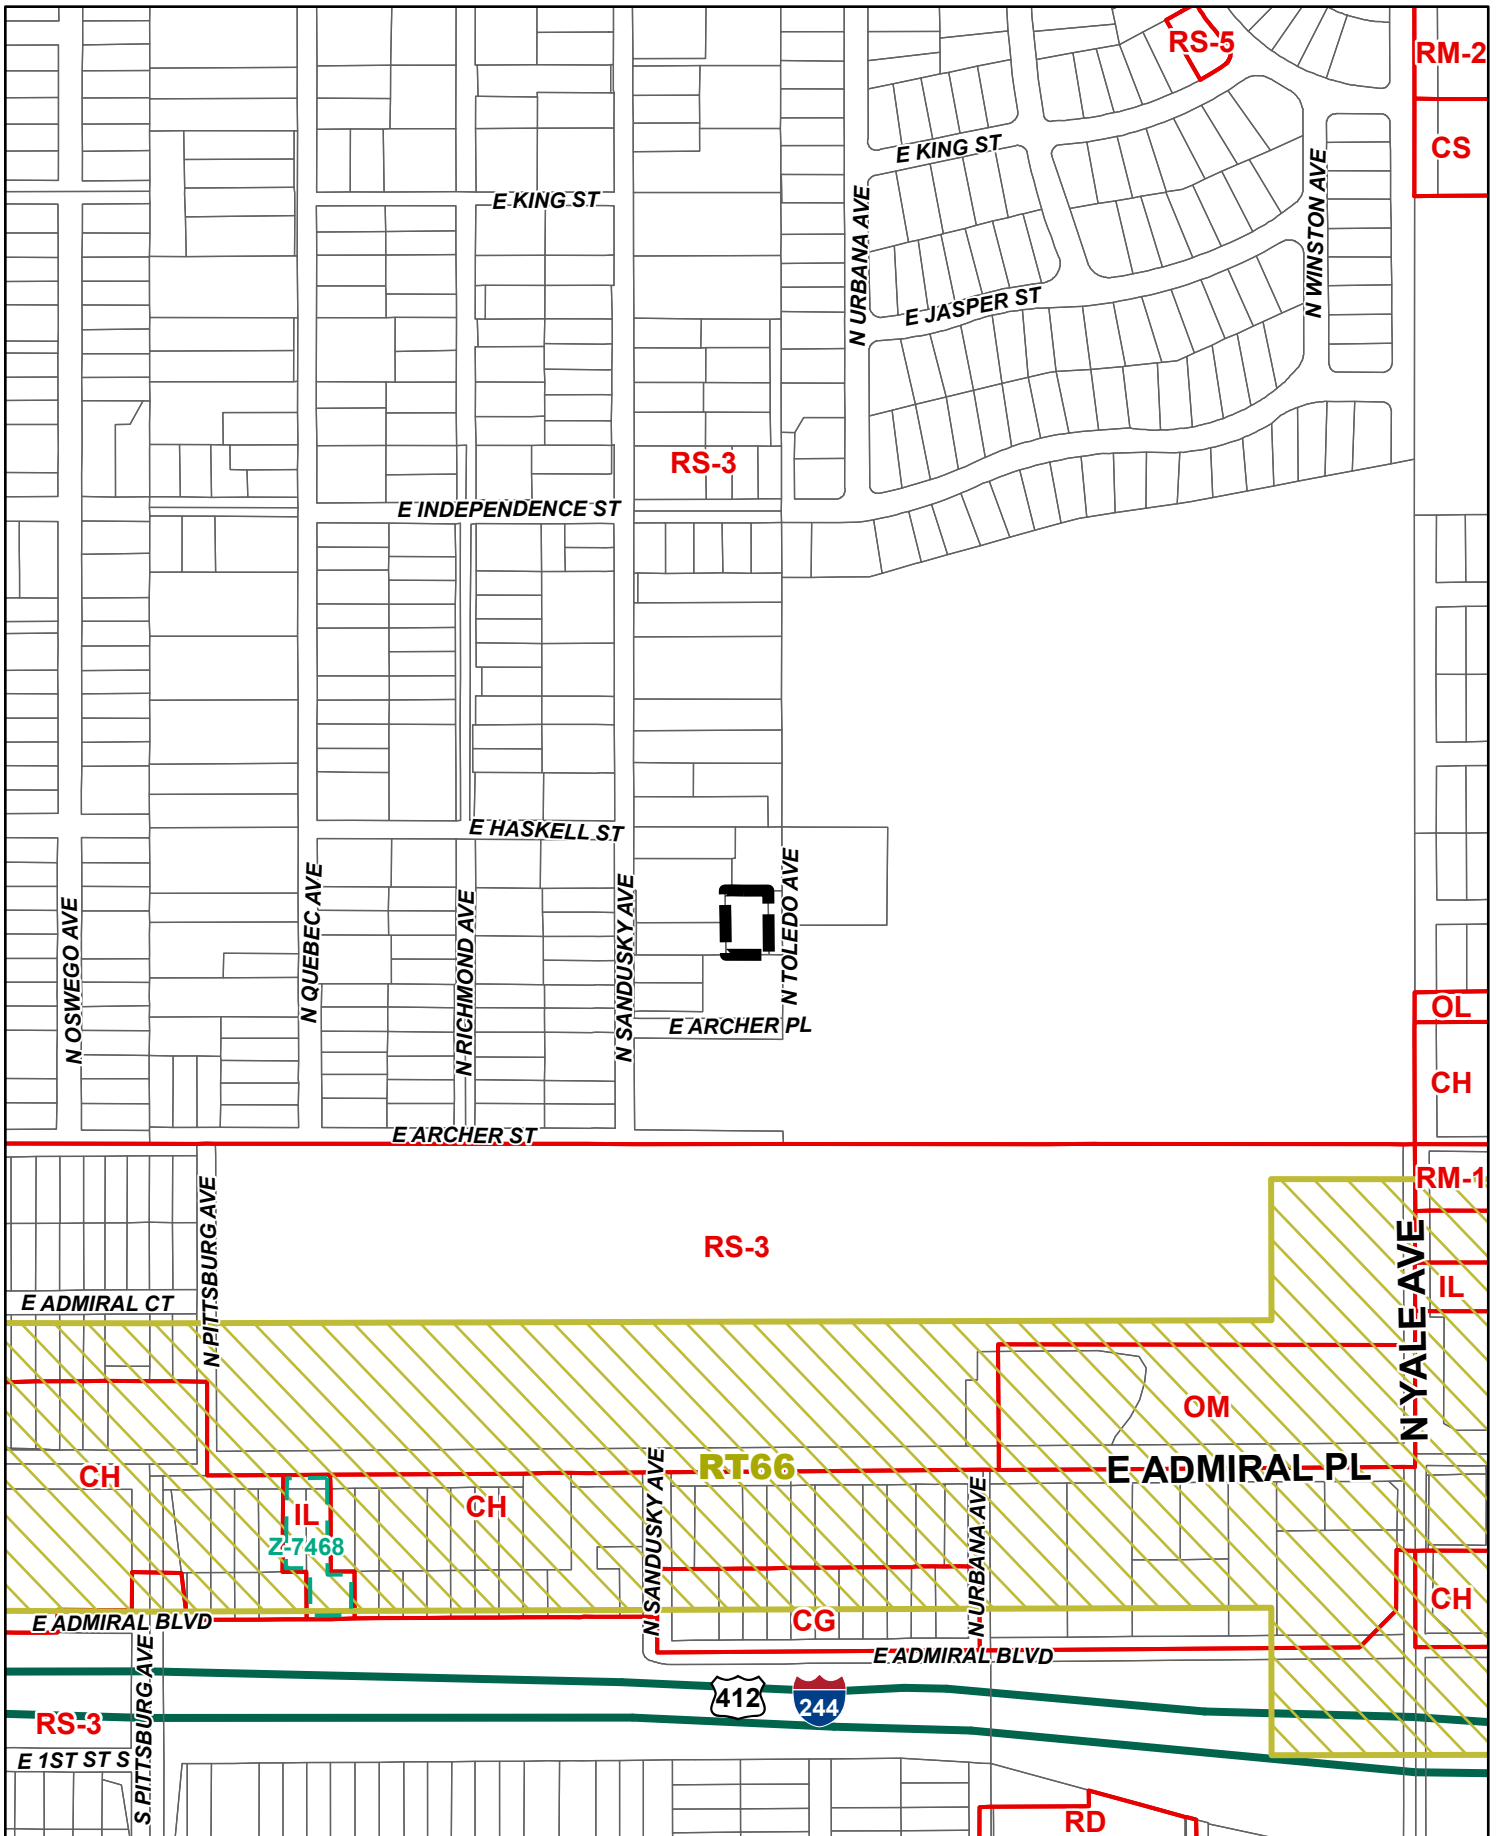 RS-5
RM-2
CS
E KING ST
E KING ST
N URBANA AVE
N WINSTON AVE
E JASPER ST
RS-3
E INDEPENDENCE ST
E HASKELL ST
N OSWEGO AVE
N QUEBEC AVE
N RICHMOND AVE
N SANDUSKY AVE
N TOLEDO AVE
OL
E ARCHER PL
CH
E ARCHER ST
RM-1
N PITTSBURG AVE
RS-3
N YALE AVE
IL
E ADMIRAL CT
OM
RT66
E ADMIRAL PL
CH
IL
CH
Z-7468
N SANDUSKY AVE
N URBANA AVE
CH
E ADMIRAL BLVD
CG
E ADMIRAL BLVD
S PITTSBURG AVE
412
244
RS-3
E 1ST ST S
RD